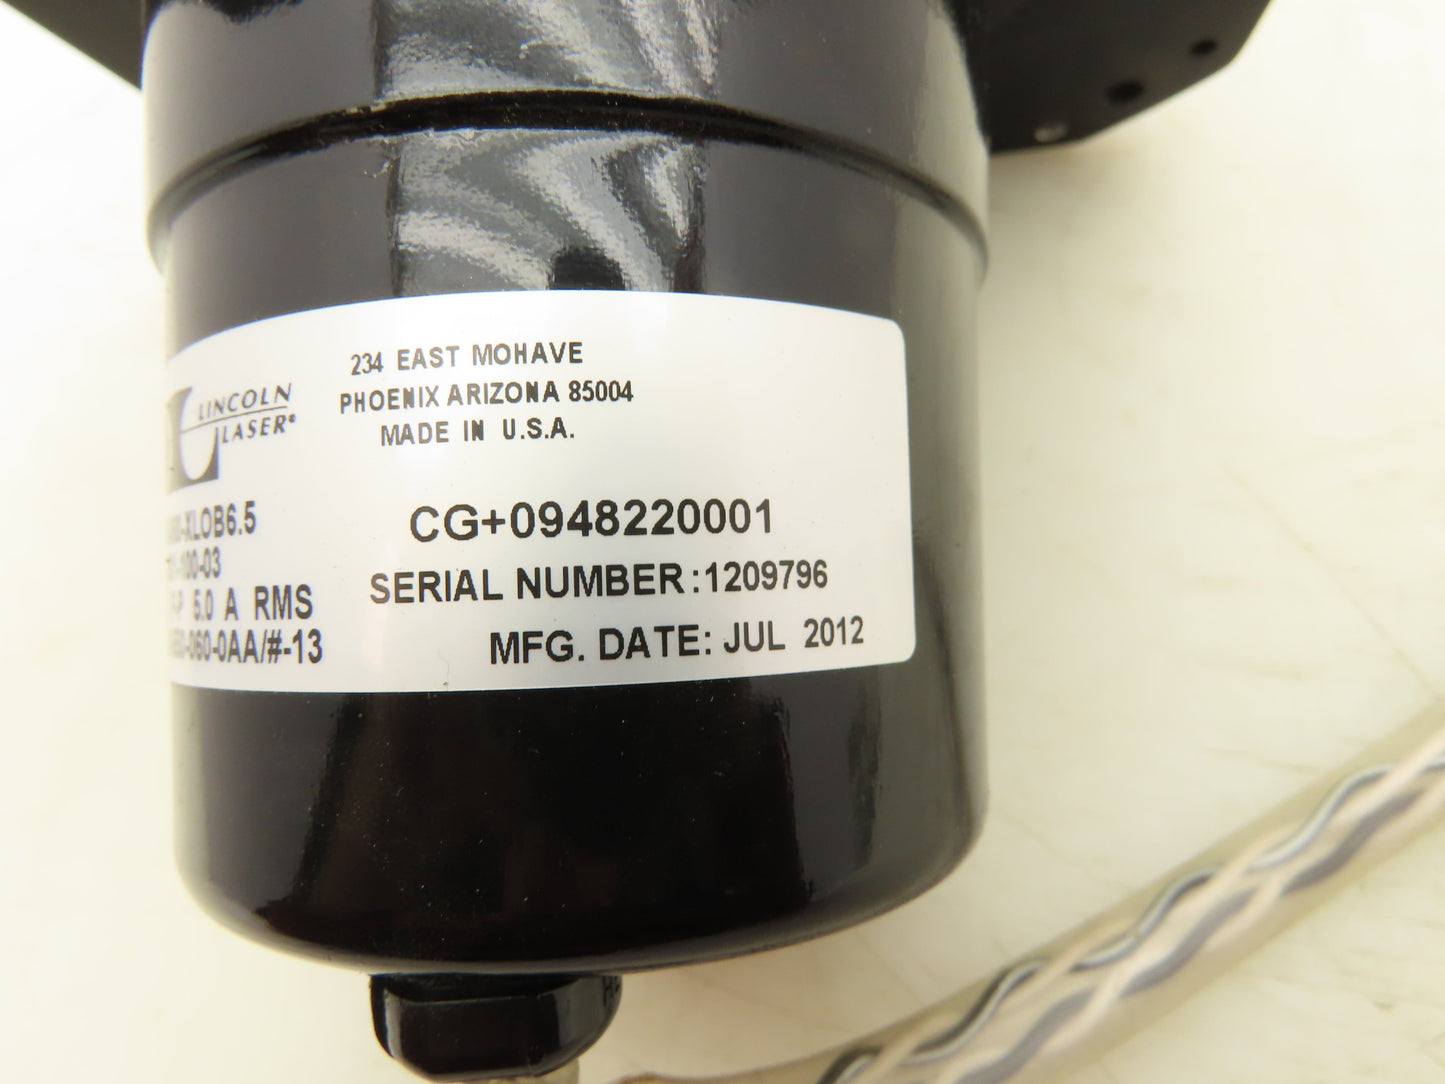 234 EAST MOHAVE
PHOENIX ARIZONA 85004
MADE IN U.S.A.
LINCOLN
LASER®
CG+0948220001
SERIAL NUMBER:1209796
MFG. DATE: JUL 2012
5.0 A RMS